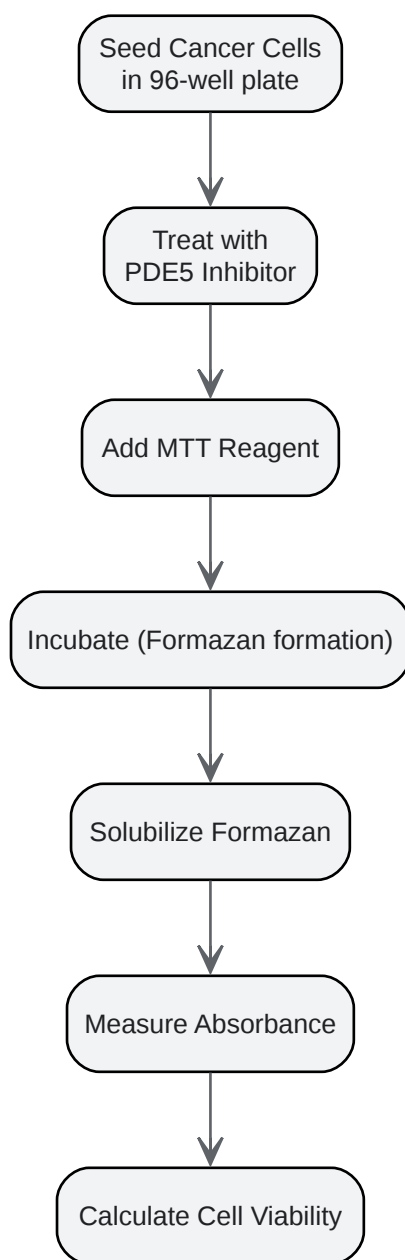 Seed Cancer Cells
in 96-well plate
Treat with
PDE5 Inhibitor
Add MTT Reagent
Incubate (Formazan formation)
Solubilize Formazan
Measure Absorbance
Calculate Cell Viability